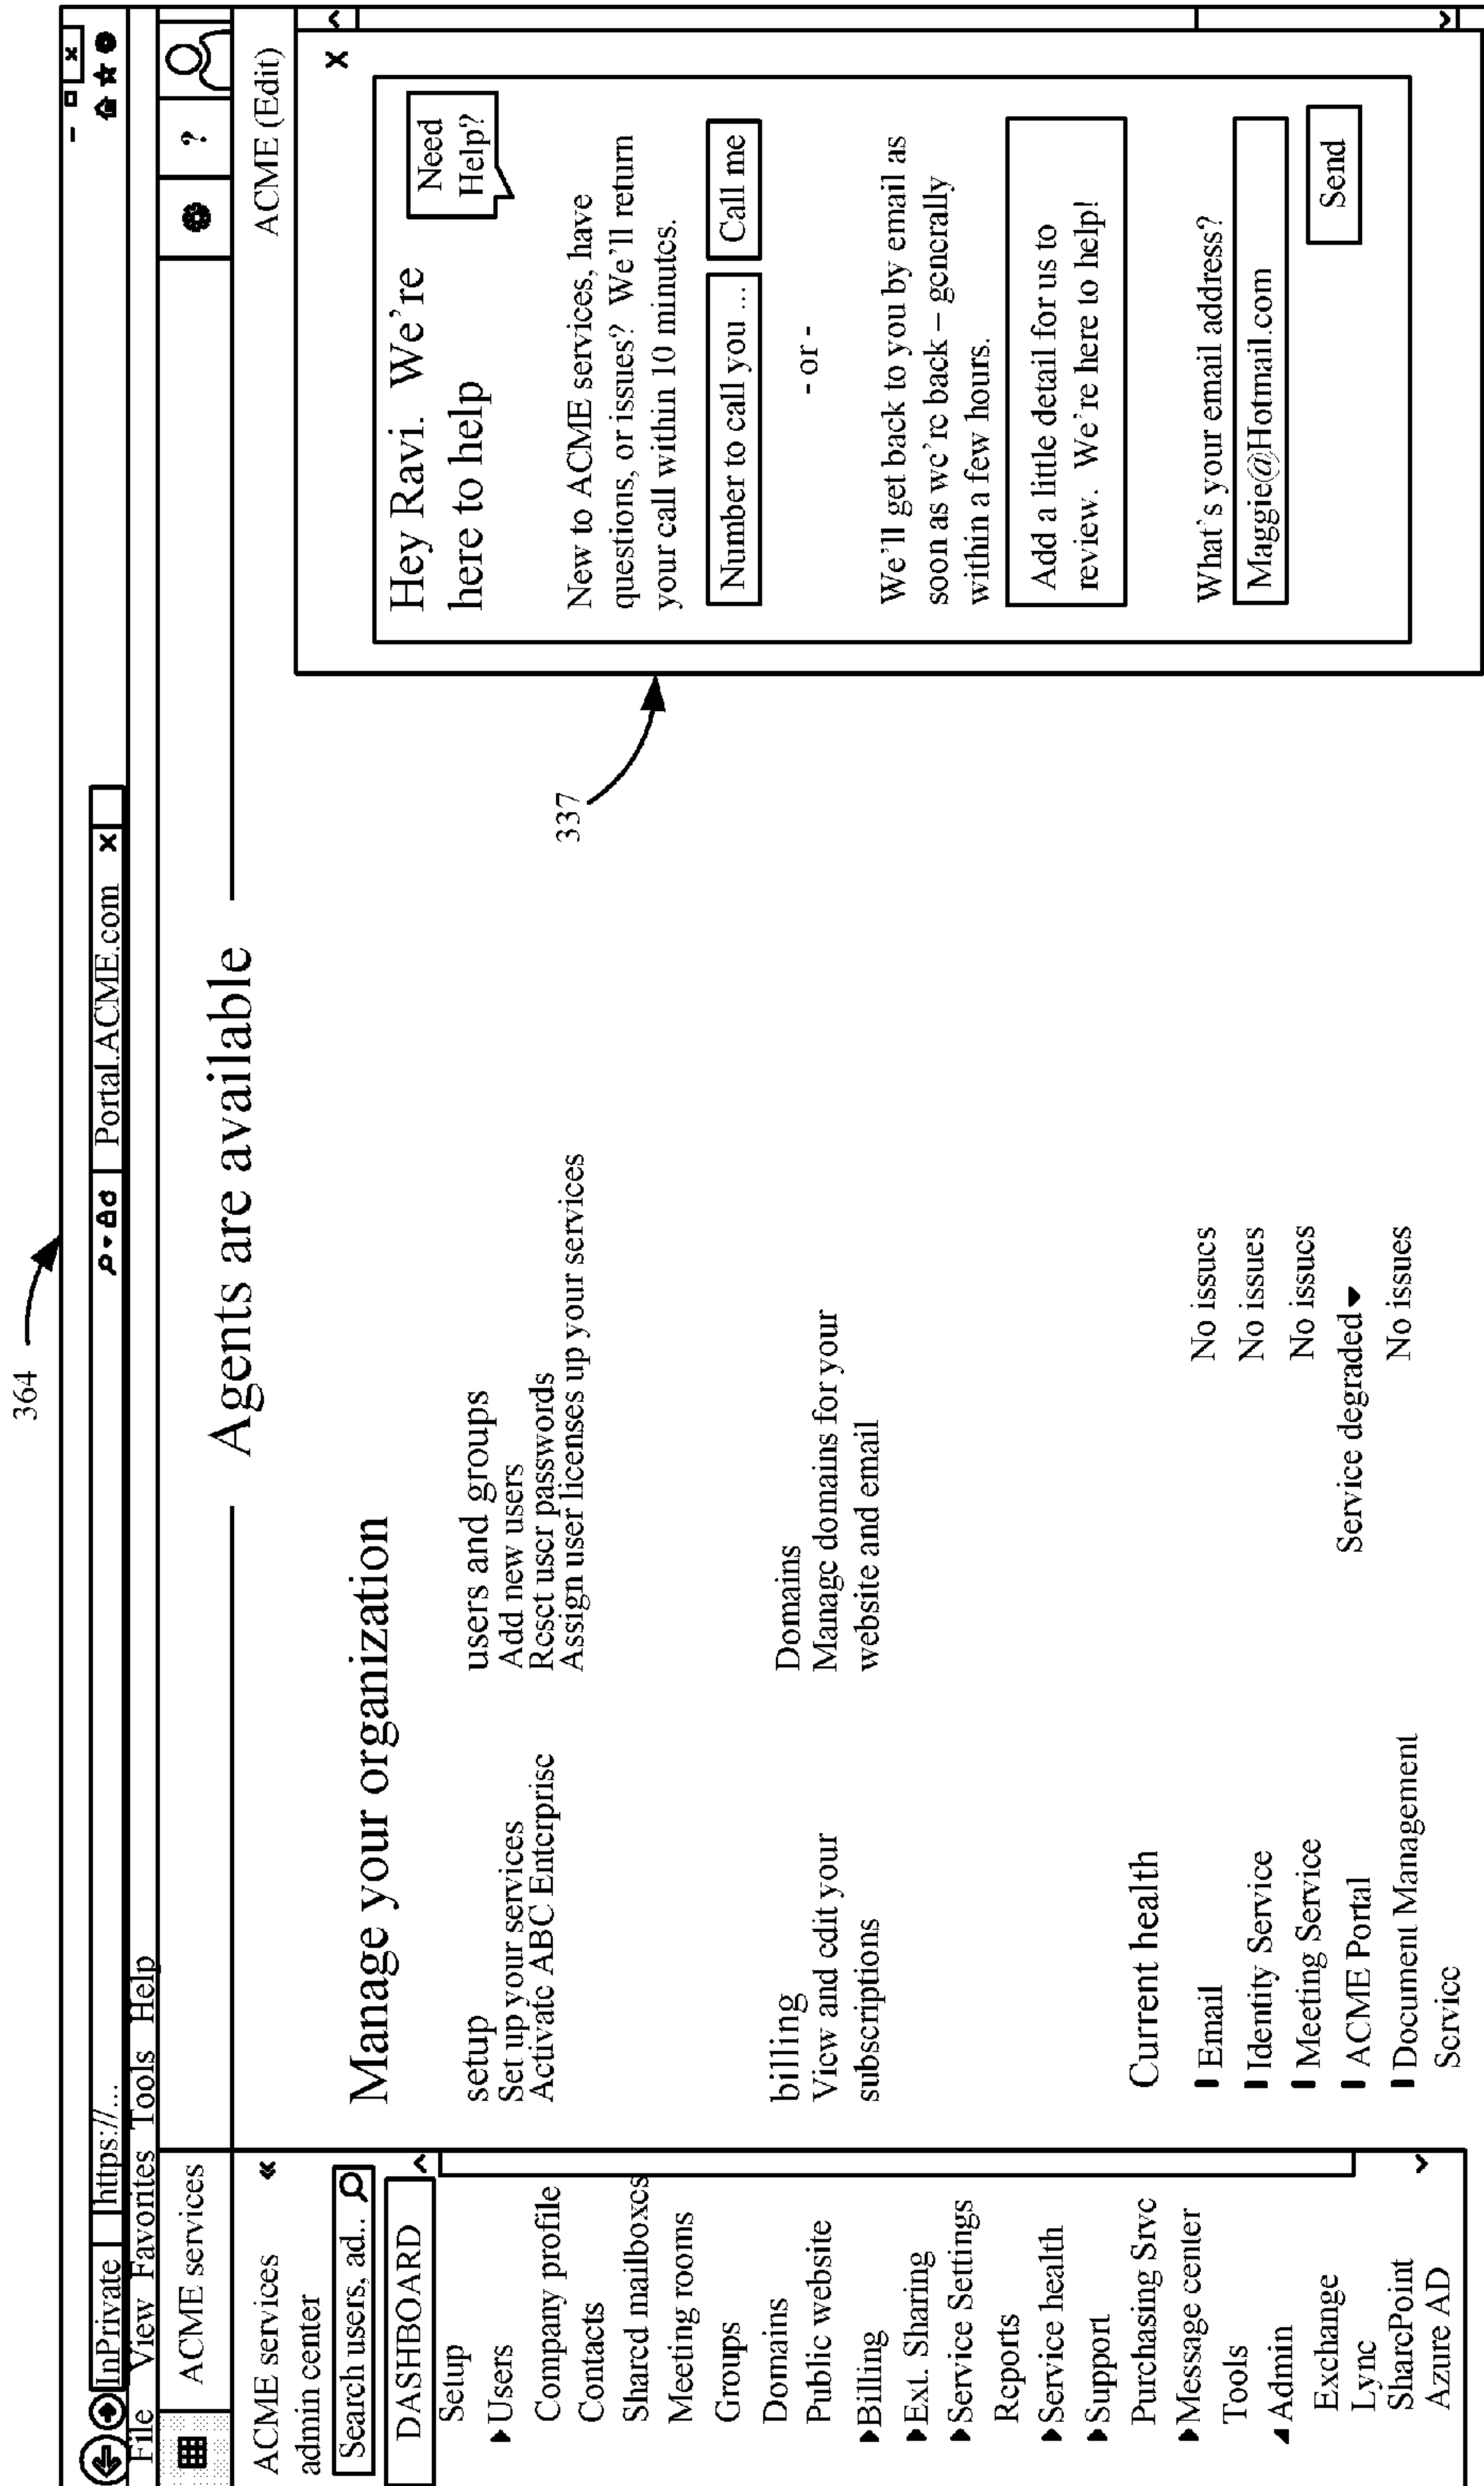 364
InPrivate https://... Portal.ACME.com x
File View Favorites Tools Help
ACME services ?
Agents are available
ACME (Edit)
ACME services «
admin center
Search users, ad..
DASHBOARD
Setup
Users
Company profile
Contacts
Shared mailboxes
Meeting rooms
Groups
Domains
Public website
Billing
Ext. Sharing
Service Settings
Reports
Service health
Support
Purchasing Srvc
Message center
Tools
Admin
Exchange
Lync
SharePoint
Azure AD
Manage your organization
setup
Set up your services
Activate ABC Enterprise
users and groups
Add new users
Reset user passwords
Assign user licenses up your services
billing
View and edit your
subscriptions
Domains
Manage domains for your
website and email
Current health
Email No issues
Identity Service No issues
Meeting Service No issues
ACME Portal Service degraded
Document Management No issues
Service
337
X
Hey Ravi. We're
here to help
Need
Help?
New to ACME services, have
questions, or issues? We'll return
your call within 10 minutes.
Number to call you ... Call me
- or -
We'll get back to you by email as
soon as we're back – generally
within a few hours.
Add a little detail for us to
review. We're here to help!
What's your email address?
Maggie@Hotmail.com
Send